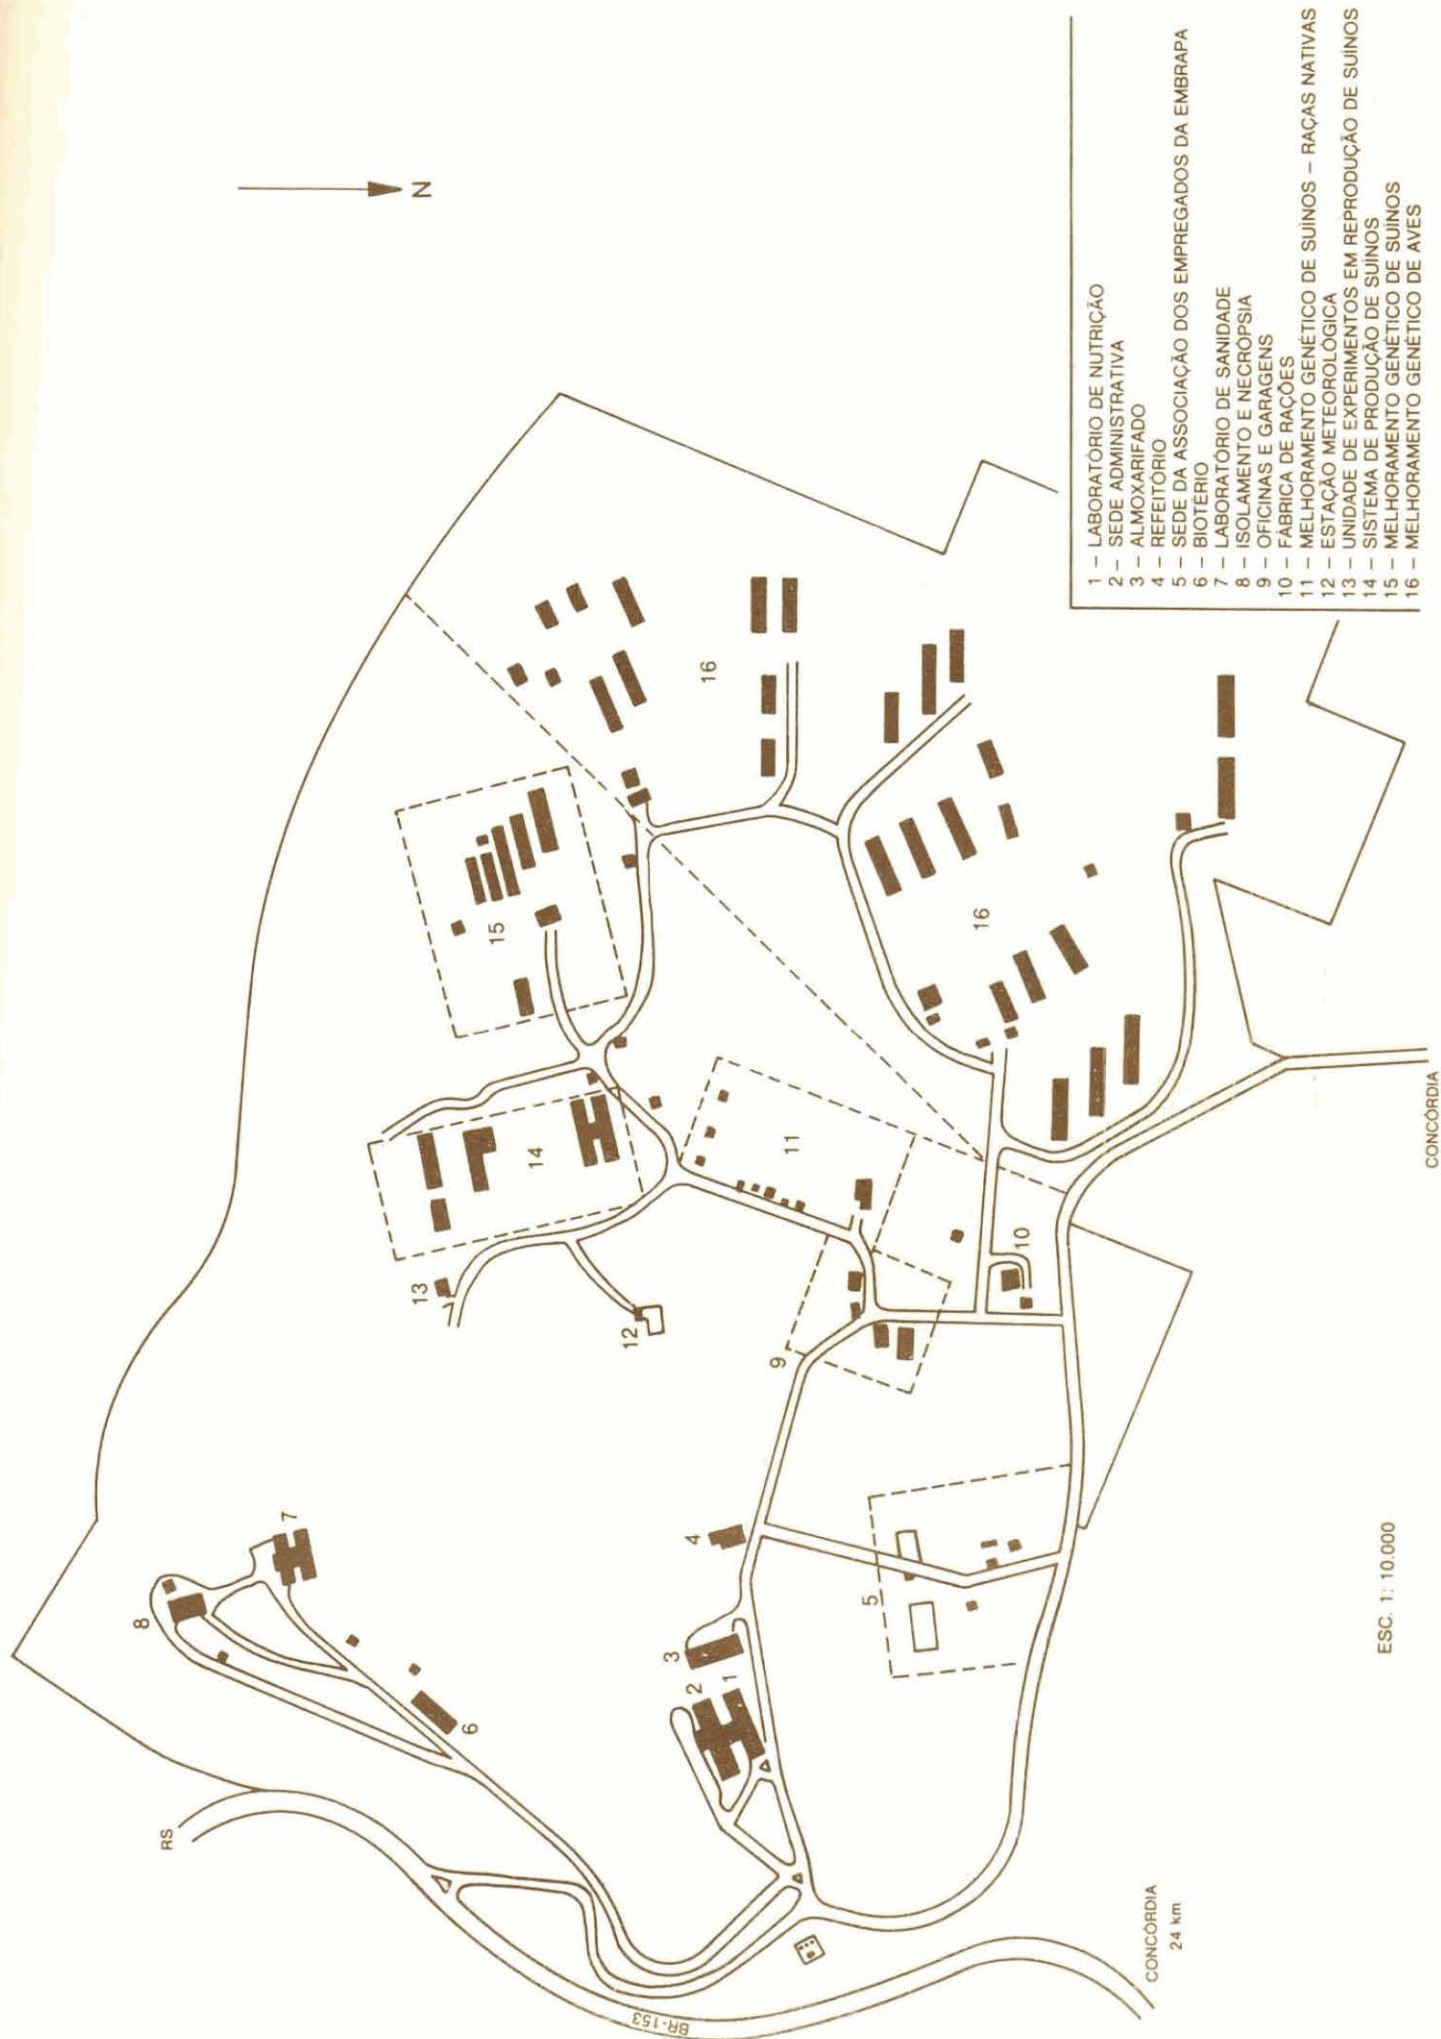 N
RS
BR-153
CONCÓRDIA
24 km
CONCÓRDIA
ESC. 1: 10.000
8
7
6
13
12
14
15
16
11
16
10
9
4
3
2
1
5
1 – LABORATÓRIO DE NUTRIÇÃO
2 – SEDE ADMINISTRATIVA
3 – ALMOXARIFADO
4 – REFEITÓRIO
5 – SEDE DA ASSOCIAÇÃO DOS EMPREGADOS DA EMBRAPA
6 – BIOTÉRIO
7 – LABORATÓRIO DE SANIDADE
8 – ISOLAMENTO E NECRÓPSIA
9 – OFICINAS E GARAGENS
10 – FÁBRICA DE RAÇÕES
11 – MELHORAMENTO GENÉTICO DE SUÍNOS – RAÇAS NATIVAS
12 – ESTAÇÃO METEOROLÓGICA
13 – UNIDADE DE EXPERIMENTOS EM REPRODUÇÃO DE SUÍNOS
14 – SISTEMA DE PRODUÇÃO DE SUÍNOS
15 – MELHORAMENTO GENÉTICO DE SUÍNOS
16 – MELHORAMENTO GENÉTICO DE AVES